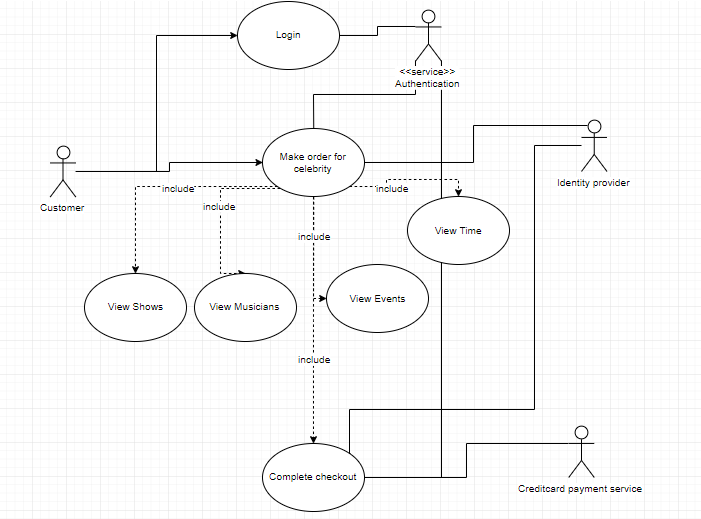 Login
<<service>>
Authentication
Make order for
celebrity
Identity provider
Customer
include
include
include
View Time
include
View Shows
View Musicians
View Events
include
Complete checkout
Creditcard payment service